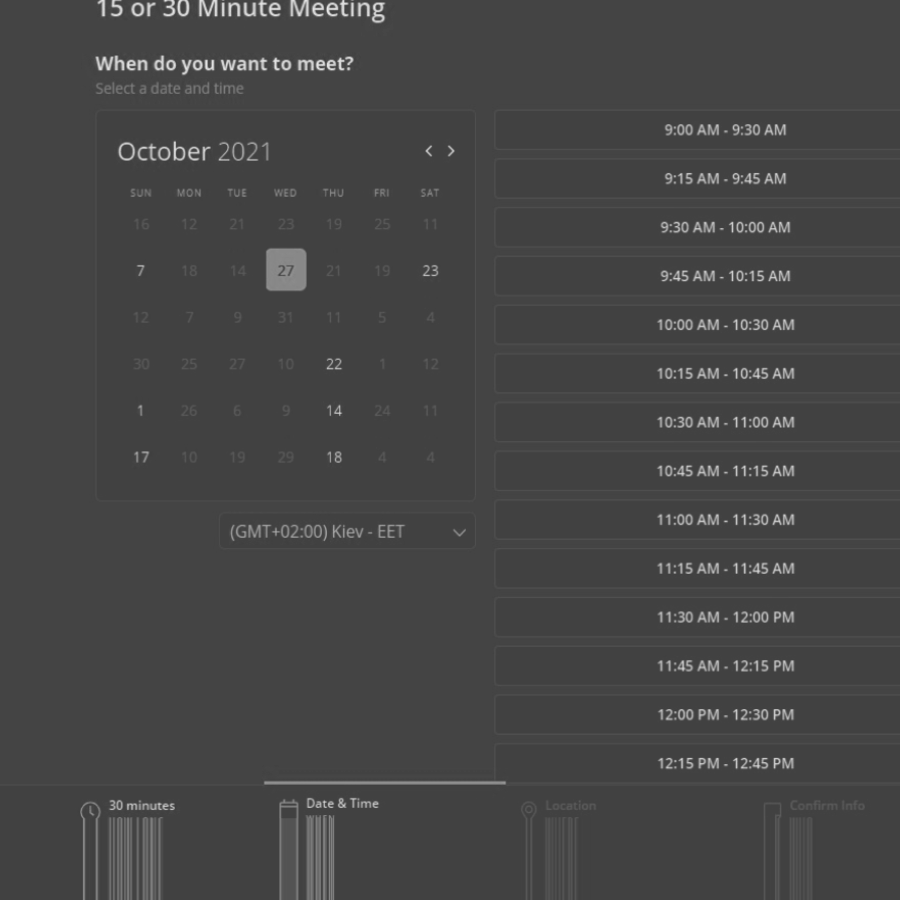 15 or 30 Minute Meeting
When do you want to meet?
Select a date and time
October 2021
SUN MON TUE WED THU FRI SAT
16 12 21 23 19 25 11
7 18 14 27 21 19 23
12 7 9 31 11 5 4
30 25 27 10 22 1 12
1 26 6 9 14 24 11
17 10 19 29 18 4 4
(GMT+02:00) Kiev - EET
9:00 AM - 9:30 AM
9:15 AM - 9:45 AM
9:30 AM - 10:00 AM
9:45 AM - 10:15 AM
10:00 AM - 10:30 AM
10:15 AM - 10:45 AM
10:30 AM - 11:00 AM
10:45 AM - 11:15 AM
11:00 AM - 11:30 AM
11:15 AM - 11:45 AM
11:30 AM - 12:00 PM
11:45 AM - 12:15 PM
12:00 PM - 12:30 PM
12:15 PM - 12:45 PM
30 minutes
Date & Time
Location
Confirm Info